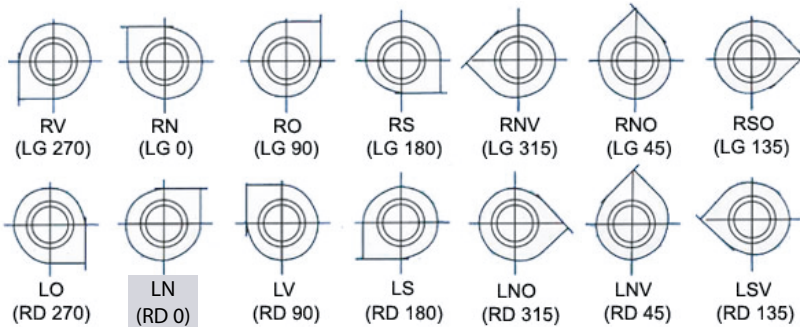 RV RN RO RS RNV RNO RSO
(LG 270) (LG 0) (LG 90) (LG 180) (LG 315) (LG 45) (LG 135)
LO LN LV LS LNO LNV LSV
(RD 270) (RD 0) (RD 90) (RD 180) (RD 315) (RD 45) (RD 135)